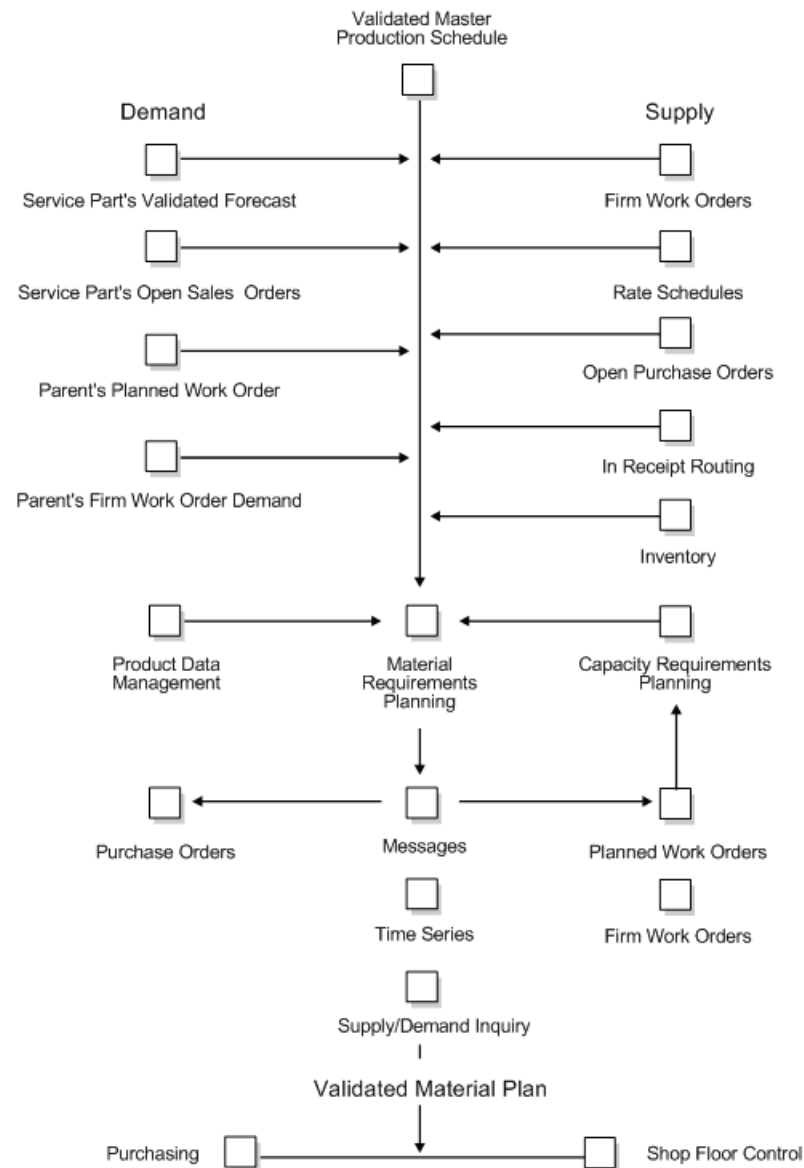 Validated Master
Production Schedule
Demand
Supply
Service Part's Validated Forecast
Firm Work Orders
Service Part's Open Sales Orders
Rate Schedules
Parent's Planned Work Order
Open Purchase Orders
Parent's Firm Work Order Demand
In Receipt Routing
Inventory
Product Data
Management
Material
Requirements
Planning
Capacity Requirements
Planning
Purchase Orders
Messages
Planned Work Orders
Time Series
Firm Work Orders
Supply/Demand Inquiry
Validated Material Plan
Purchasing
Shop Floor Control